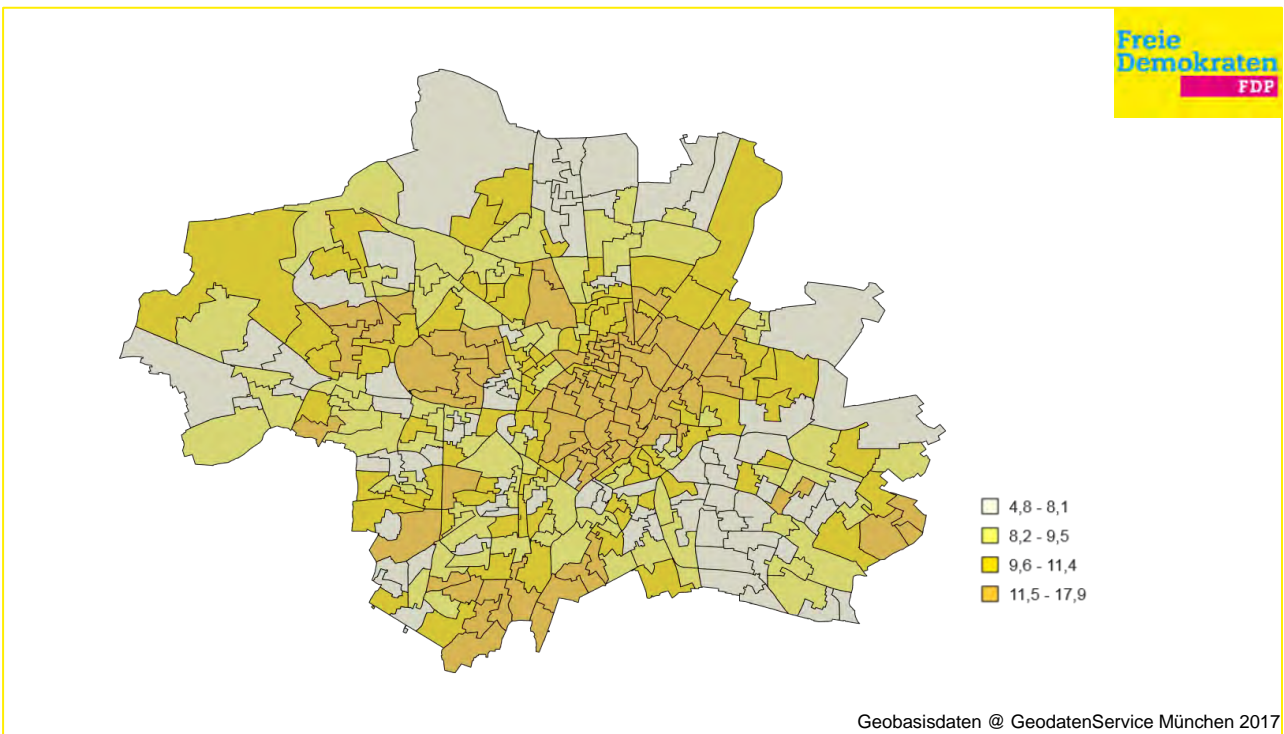 Freie
Demokraten
FDP
4,8 - 8,1
8,2 - 9,5
9,6 - 11,4
11,5 - 17,9
Geobasisdaten @ GeodatenService München 2017